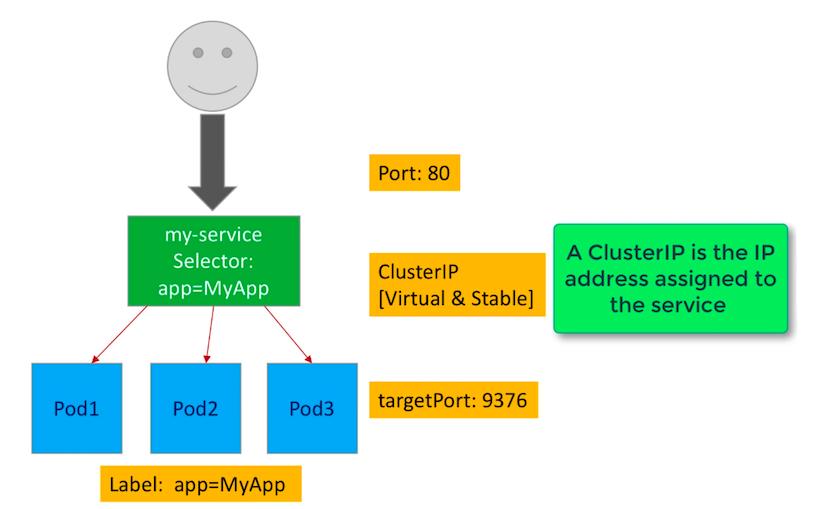 Port: 80
my-service
Selector:
app=MyApp
ClusterIP
[Virtual & Stable]
A ClusterIP is the IP
address assigned to
the service
Pod1
Pod2
Pod3
targetPort: 9376
Label:  app=MyApp